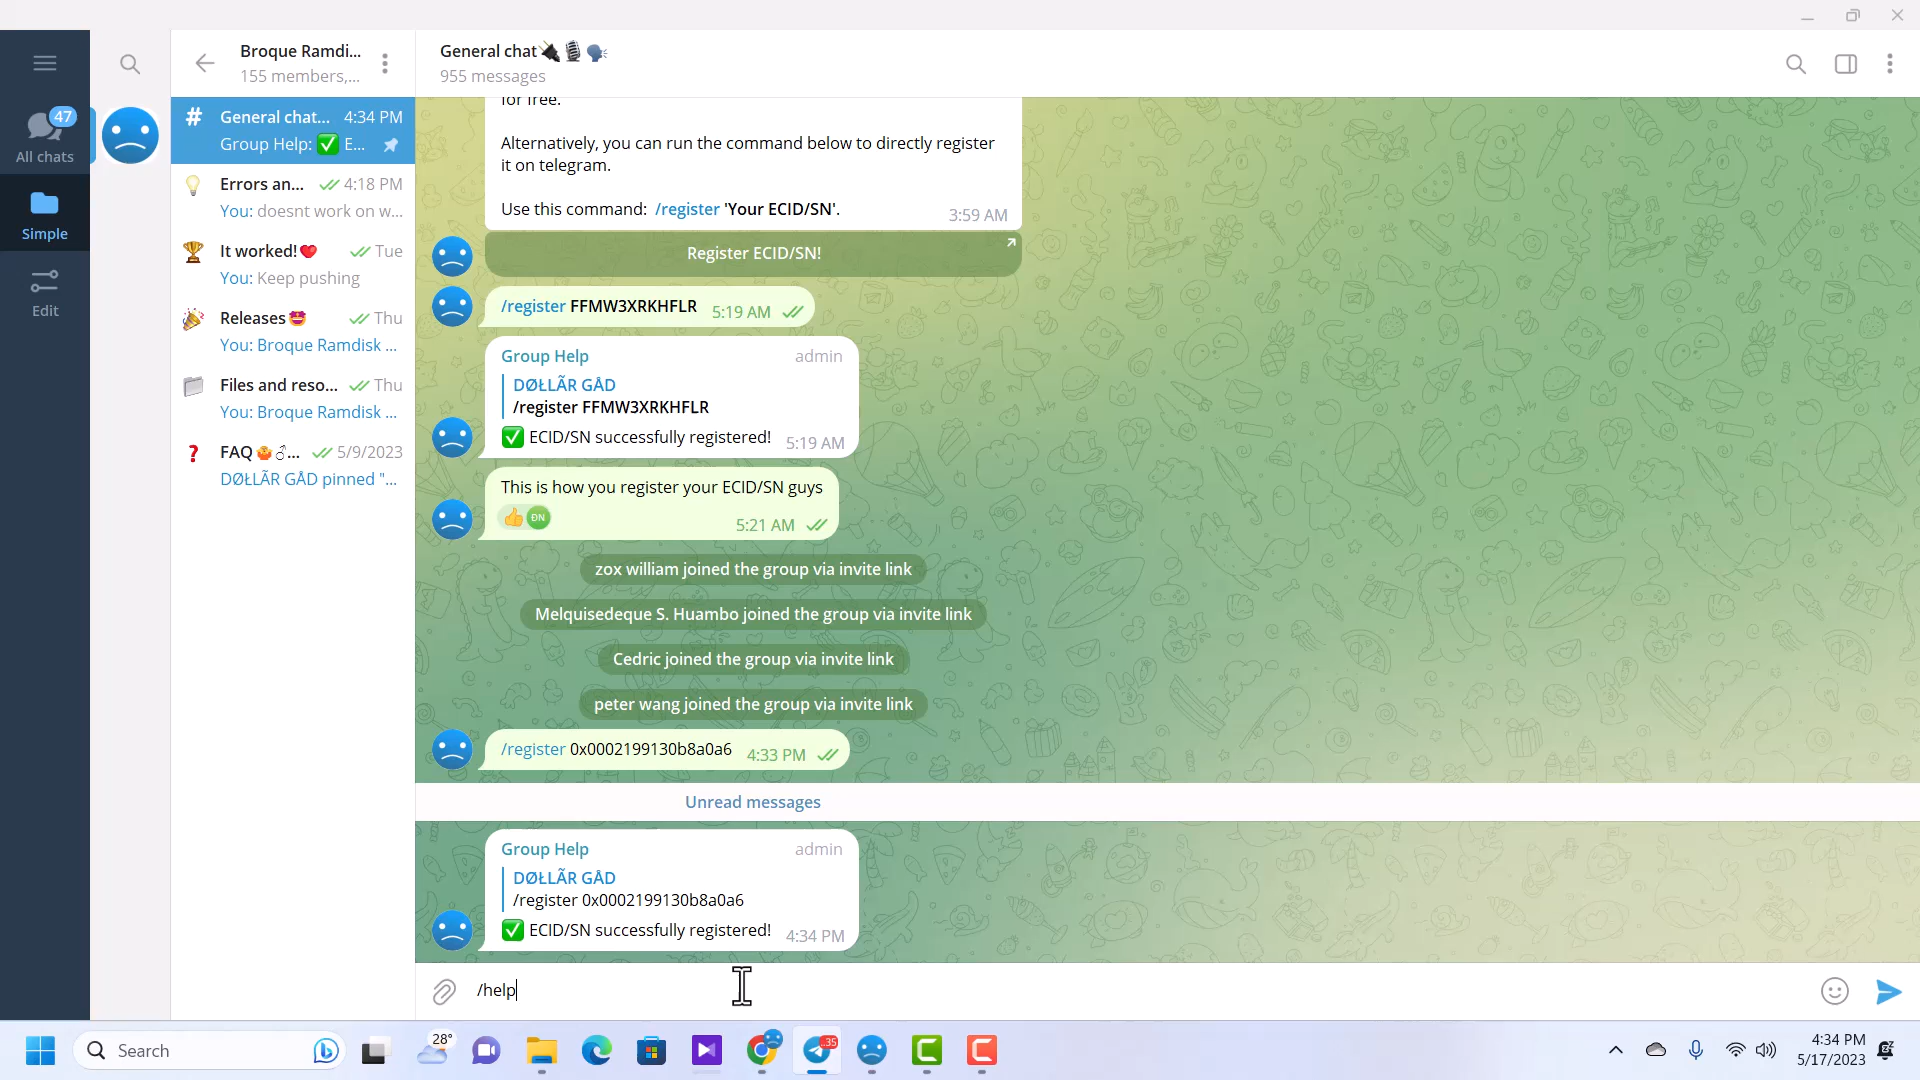 Broque Ramdi...
155 members,...
General chat
955 messages
47
All chats
Simple
Edit
# General chat... 4:34 PM
Group Help: ✅ E...
Errors an... 4:18 PM
You: doesnt work on w...
It worked! Tue
You: Keep pushing
Releases Thu
You: Broque Ramdisk ...
Files and reso... Thu
You: Broque Ramdisk ...
FAQ ... 5/9/2023
DØŁLÃR GÅD pinned "...
for free.
Alternatively, you can run the command below to directly register
it on telegram.
Use this command: /register 'Your ECID/SN'.
3:59 AM
Register ECID/SN!
/register FFMW3XRKHFLR 5:19 AM
Group Help admin
DØŁLÃR GÅD
/register FFMW3XRKHFLR
✅ ECID/SN successfully registered! 5:19 AM
This is how you register your ECID/SN guys
ĐN 5:21 AM
zox william joined the group via invite link
Melquisedeque S. Huambo joined the group via invite link
Cedric joined the group via invite link
peter wang joined the group via invite link
/register 0x0002199130b8a0a6 4:33 PM
Unread messages
Group Help admin
DØŁLÃR GÅD
/register 0x0002199130b8a0a6
✅ ECID/SN successfully registered! 4:34 PM
/help
Search
28°
..35
4:34 PM
5/17/2023